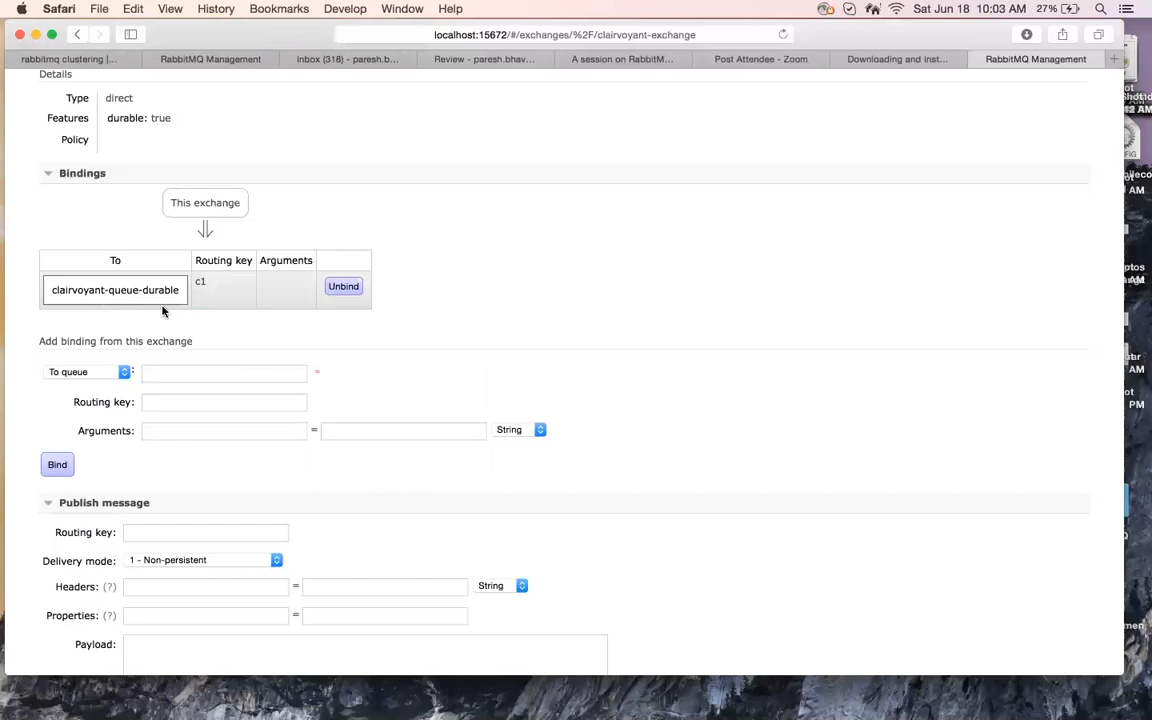 Safari File Edit View History Bookmarks Develop Window Help Sat Jun 18 10:03 AM 27%
localhost:15672/#/exchanges/%2F/clairvoyant-exchange
rabbitmq clustering |... RabbitMQ Management Inbox (318) - paresh.b... Review - paresh.bhav... A session on RabbitM... Post Attendee - Zoom Downloading and Inst... RabbitMQ Management
Details
Type direct
Features durable: true
Policy
Bindings
This exchange
To Routing key Arguments
clairvoyant-queue-durable c1 Unbind
Add binding from this exchange
To queue : *
Routing key:
Arguments: = String
Bind
Publish message
Routing key:
Delivery mode: 1 - Non-persistent
Headers: (?) = String
Properties: (?) =
Payload: